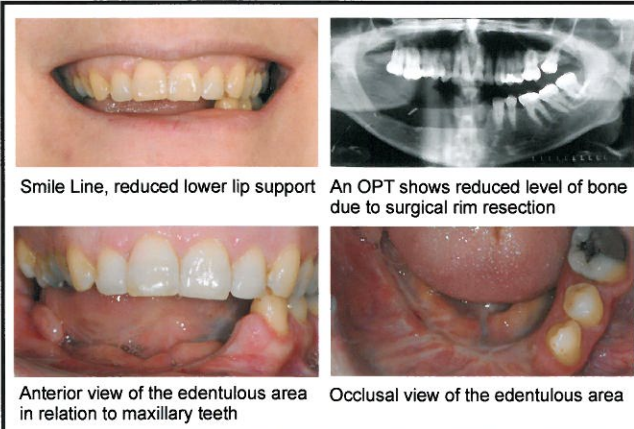 Smile Line, reduced lower lip support
An OPT shows reduced level of bone
due to surgical rim resection
Anterior view of the edentulous area
in relation to maxillary teeth
Occlusal view of the edentulous area